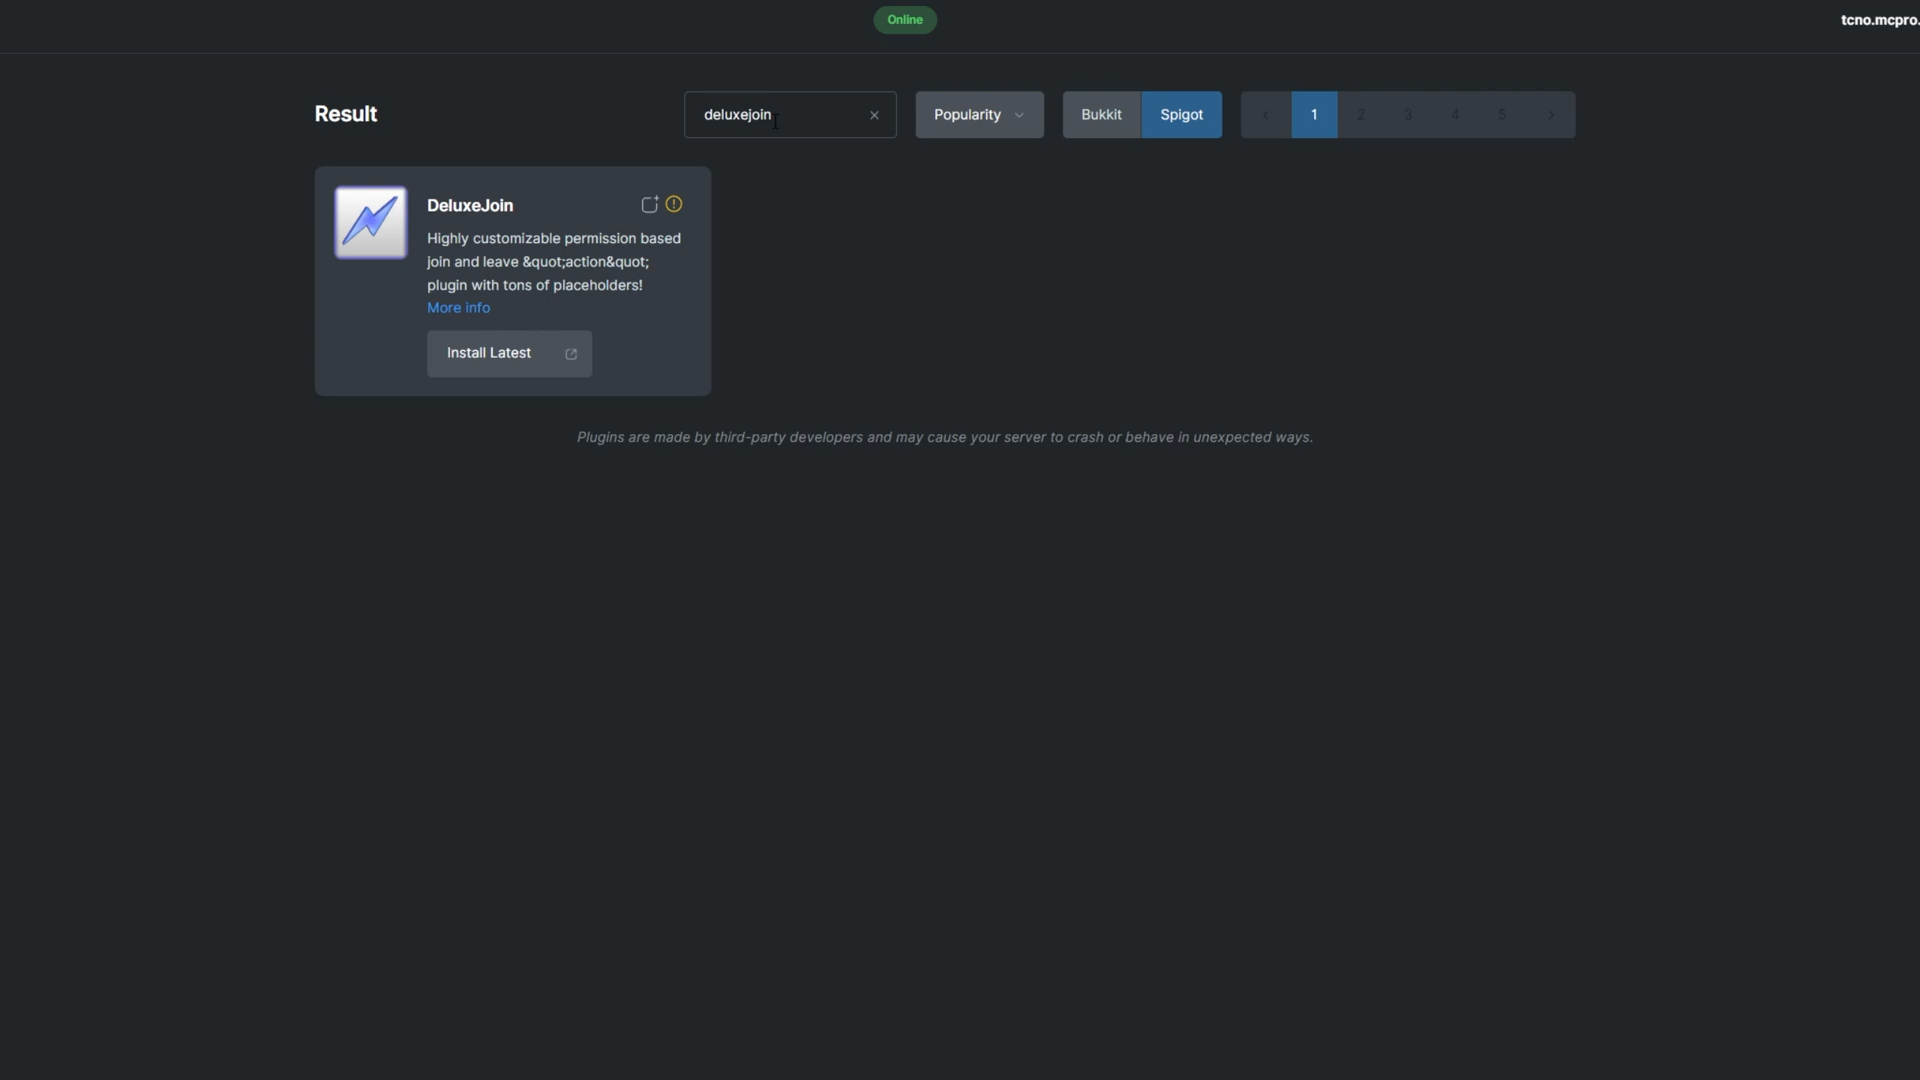 Online
tcno.mcpro.
Result
deluxejoin
Popularity
Bukkit
Spigot
1
2
3
4
5
DeluxeJoin
Highly customizable permission based
join and leave &quot;action&quot;
plugin with tons of placeholders!
More info
Install Latest
Plugins are made by third-party developers and may cause your server to crash or behave in unexpected ways.